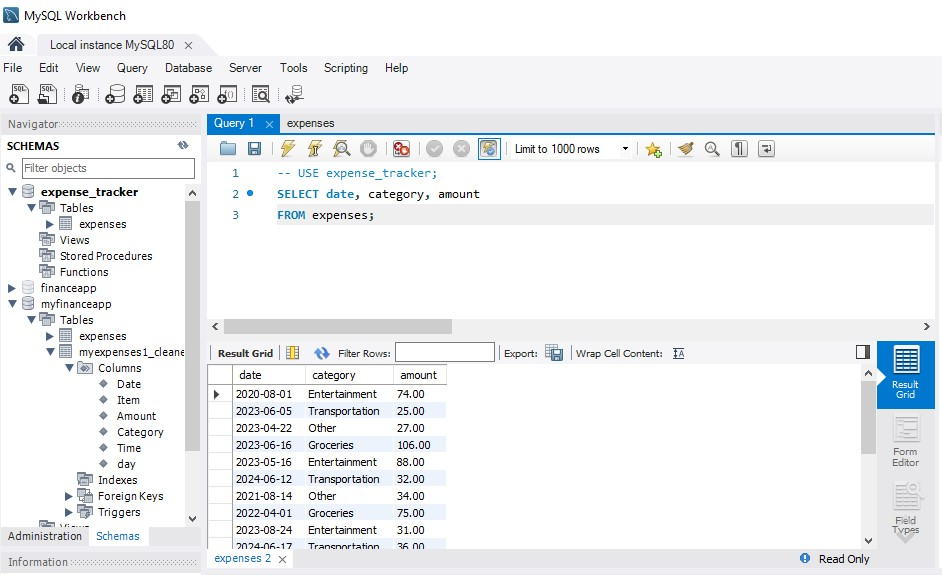 MySQL Workbench
Local instance MySQL80
File Edit View Query Database Server Tools Scripting Help
Navigator
SCHEMAS
Filter objects
expense_tracker
Tables
expenses
Views
Stored Procedures
Functions
financeapp
myfinanceapp
Tables
expenses
myexpenses1_cleane
Columns
Date
Item
Amount
Category
Time
day
Indexes
Foreign Keys
Triggers
Views
Administration Schemas
Information
Query 1 expenses
Limit to 1000 rows
1 -- USE expense_tracker;
2 SELECT date, category, amount
3 FROM expenses;
Result Grid Filter Rows: Export: Wrap Cell Content: IA
date category amount
2020-08-01 Entertainment 74.00
2023-06-05 Transportation 25.00
2023-04-22 Other 27.00
2023-06-16 Groceries 106.00
2023-05-16 Entertainment 88.00
2024-06-12 Transportation 32.00
2021-08-14 Other 34.00
2022-04-01 Groceries 75.00
2023-08-24 Entertainment 31.00
2024-06-17 Transportation 36.00
Result
Grid
Form
Editor
Field
Types
expenses 2
Read Only